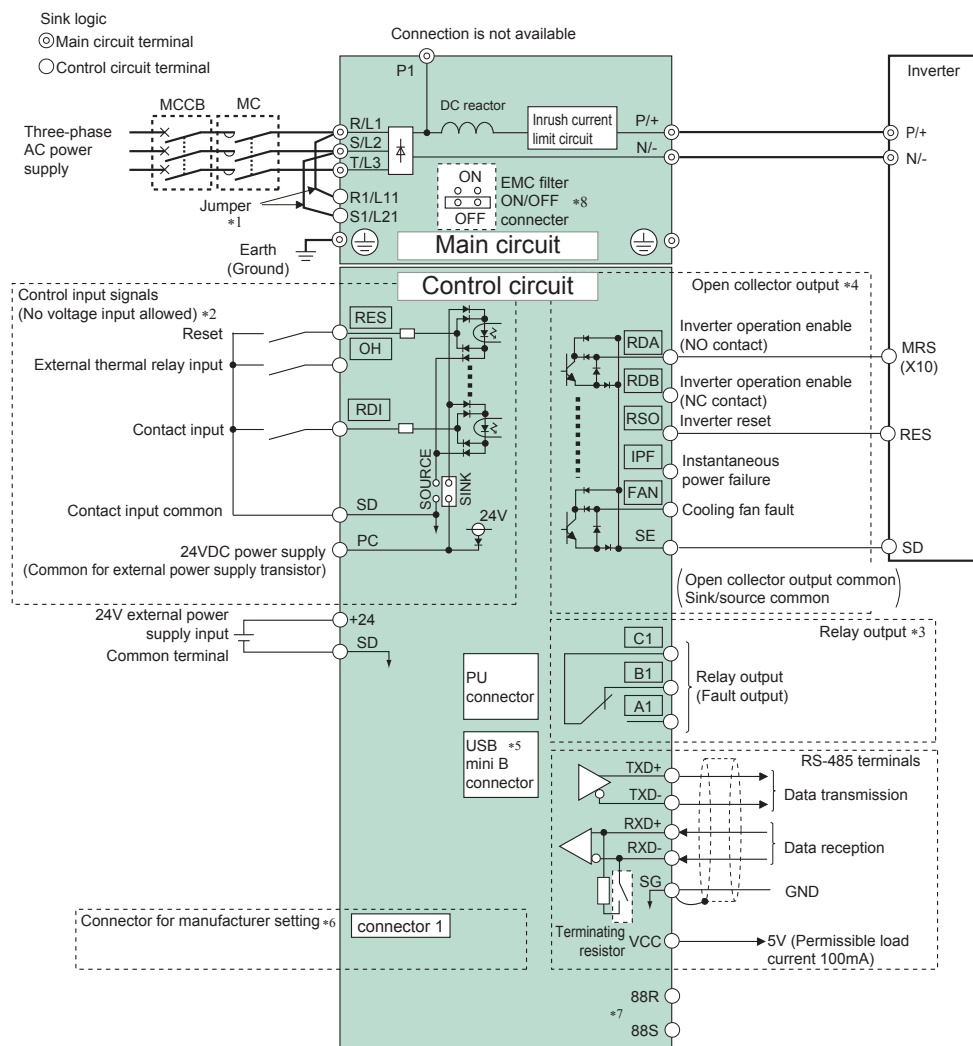 Sink logic
Main circuit terminal
Control circuit terminal
Connection is not available
P1
Inverter
MCCB
MC
DC reactor
Inrush current
limit circuit
Three-phase
AC power
supply
R/L1
S/L2
T/L3
R1/L11
S1/L21
P/+
N/-
P/+
N/-
Jumper
*1
ON
OFF
EMC filter
ON/OFF *8
connecter
Earth
(Ground)
Main circuit
Control circuit
Control input signals
(No voltage input allowed) *2
Reset
External thermal relay input
Contact input
Contact input common
24VDC power supply
(Common for external power supply transistor)
RES
OH
RDI
SD
PC
SOURCE
SINK
24V
Open collector output *4
RDA
RDB
RSO
IPF
FAN
SE
Inverter operation enable
(NO contact)
Inverter operation enable
(NC contact)
Inverter reset
Instantaneous
power failure
Cooling fan fault
MRS
(X10)
RES
SD
Open collector output common
Sink/source common
24V external power
supply input
Common terminal
+24
SD
PU
connector
USB *5
mini B
connector
Relay output *3
C1
B1
A1
Relay output
(Fault output)
RS-485 terminals
TXD+
TXD-
RXD+
RXD-
SG
VCC
Data transmission
Data reception
GND
Terminating
resistor
5V (Permissible load
current 100mA)
Connector for manufacturer setting *6
connector 1
88R
*7
88S